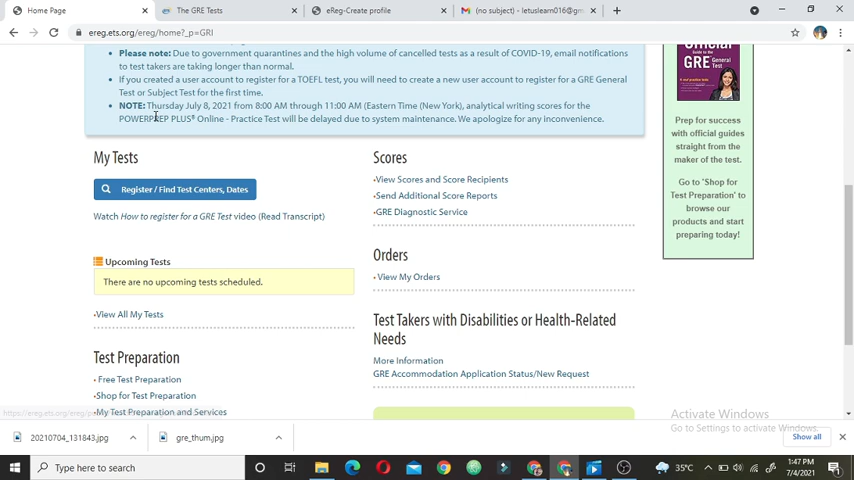 Home Page
The GRE Tests
eReg-Create profile
(no subject) - letuslearn016@gm
ereg.ets.org/ereg/home?_p=GRI
• Please note: Due to government quarantines and the high volume of cancelled tests as a result of COVID-19, email notifications
to test takers are taking longer than normal.
• If you created a user account to register for a TOEFL test, you will need to create a new user account to register for a GRE General
Test or Subject Test for the first time.
• NOTE: Thursday July 8, 2021 from 8:00 AM through 11:00 AM (Eastern Time (New York), analytical writing scores for the
POWERPREP PLUS® Online - Practice Test will be delayed due to system maintenance. We apologize for any inconvenience.
My Tests
Register / Find Test Centers, Dates
Watch How to register for a GRE Test video (Read Transcript)
Upcoming Tests
There are no upcoming tests scheduled.
•View All My Tests
Test Preparation
• Free Test Preparation
•Shop for Test Preparation
•My Test Preparation and Services
Scores
•View Scores and Score Recipients
•Send Additional Score Reports
•GRE Diagnostic Service
Orders
• View My Orders
Test Takers with Disabilities or Health-Related
Needs
More Information
GRE Accommodation Application Status/New Request
Official
Guide to the
GRE General
Test
Prep for success
with official guides
straight from the
maker of the test.
Go to 'Shop for
Test Preparation' to
browse our
products and start
preparing today!
https://ereg.ets.org/ereg/p
Activate Windows
Go to Settings to activate Windows.
20210704_131843.jpg
gre_thum.jpg
Show all
Type here to search
35°C
1:47 PM
7/4/2021